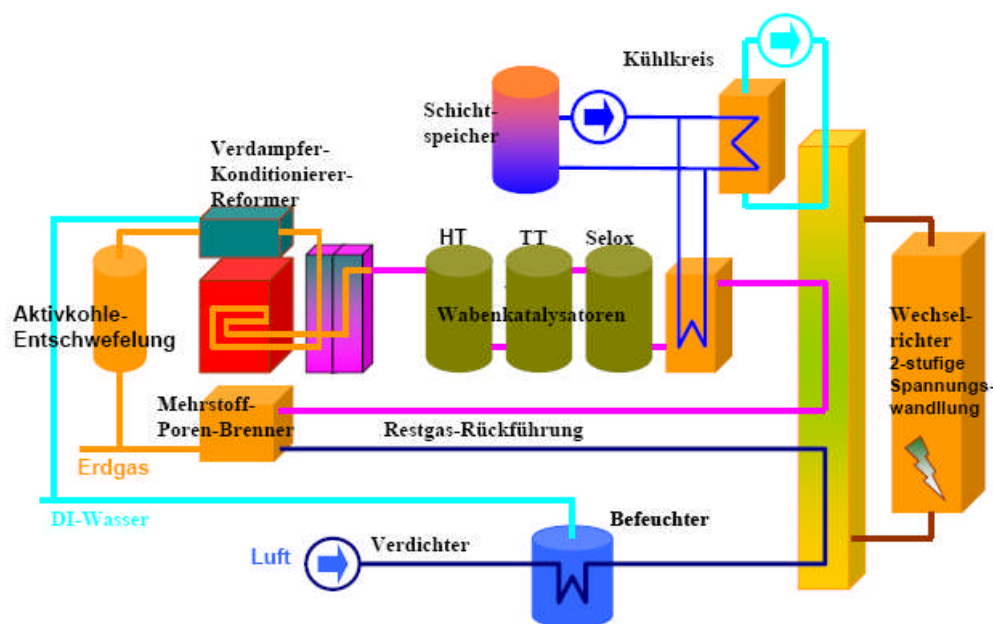 Kühlkreis
Schicht-
speicher
Verdampfer-
Konditionierer-
Reformer
HT
TT
Selox
Aktivkohle-
Entschwefelung
Wabenkatalysatoren
Wechsel-
richter
2-stufige
Spannungs-
wandllung
Mehrstoff-
Poren-Brenner
Restgas-Rückführung
Erdgas
DI-Wasser
Befeuchter
Luft
Verdichter